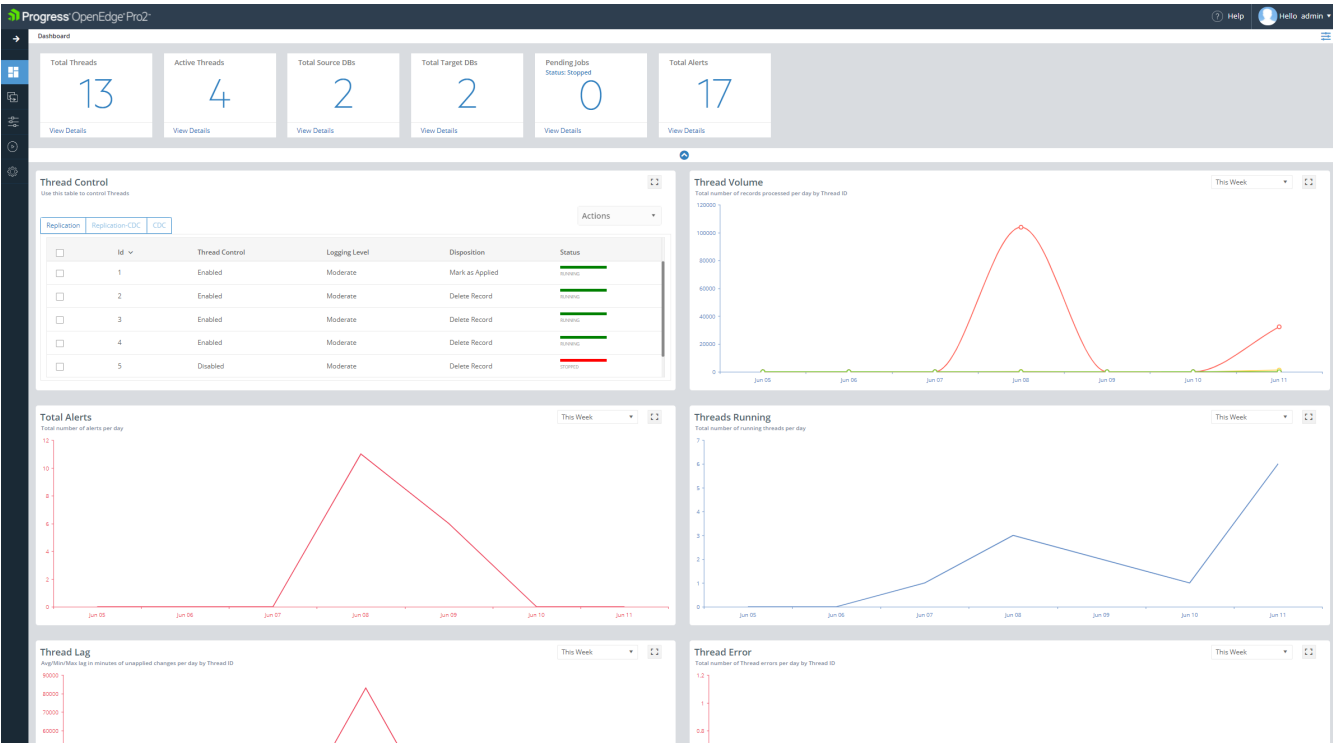 Progress OpenEdge Pro2
? Help Hello admin
Dashboard
Total Threads
13
View Details
Active Threads
4
View Details
Total Source DBs
2
View Details
Total Target DBs
2
View Details
Pending Jobs
Status: Stopped
0
View Details
Total Alerts
17
View Details
Thread Control
Use this table to control Threads
Actions
Replication Replication-CDC CDC
Id Thread Control Logging Level Disposition Status
1 Enabled Moderate Mark as Applied RUNNING
2 Enabled Moderate Delete Record RUNNING
3 Enabled Moderate Delete Record RUNNING
4 Enabled Moderate Delete Record RUNNING
5 Disabled Moderate Delete Record STOPPED
Thread Volume
This Week
Total number of records processed per day by Thread ID
120000
100000
80000
60000
40000
20000
0
Jun 05 Jun 06 Jun 07 Jun 08 Jun 09 Jun 10 Jun 11
Total Alerts
This Week
Total number of alerts per day
12
10
8
6
4
2
0
Jun 05 Jun 06 Jun 07 Jun 08 Jun 09 Jun 10 Jun 11
Threads Running
This Week
Total number of running threads per day
7
6
5
4
3
2
1
0
Jun 05 Jun 06 Jun 07 Jun 08 Jun 09 Jun 10 Jun 11
Thread Lag
This Week
Avg/Min/Max lag in minutes of unapplied changes per day by Thread ID
90000
80000
70000
60000
Thread Error
This Week
Total number of Thread errors per day by Thread ID
1.2
1
0.8